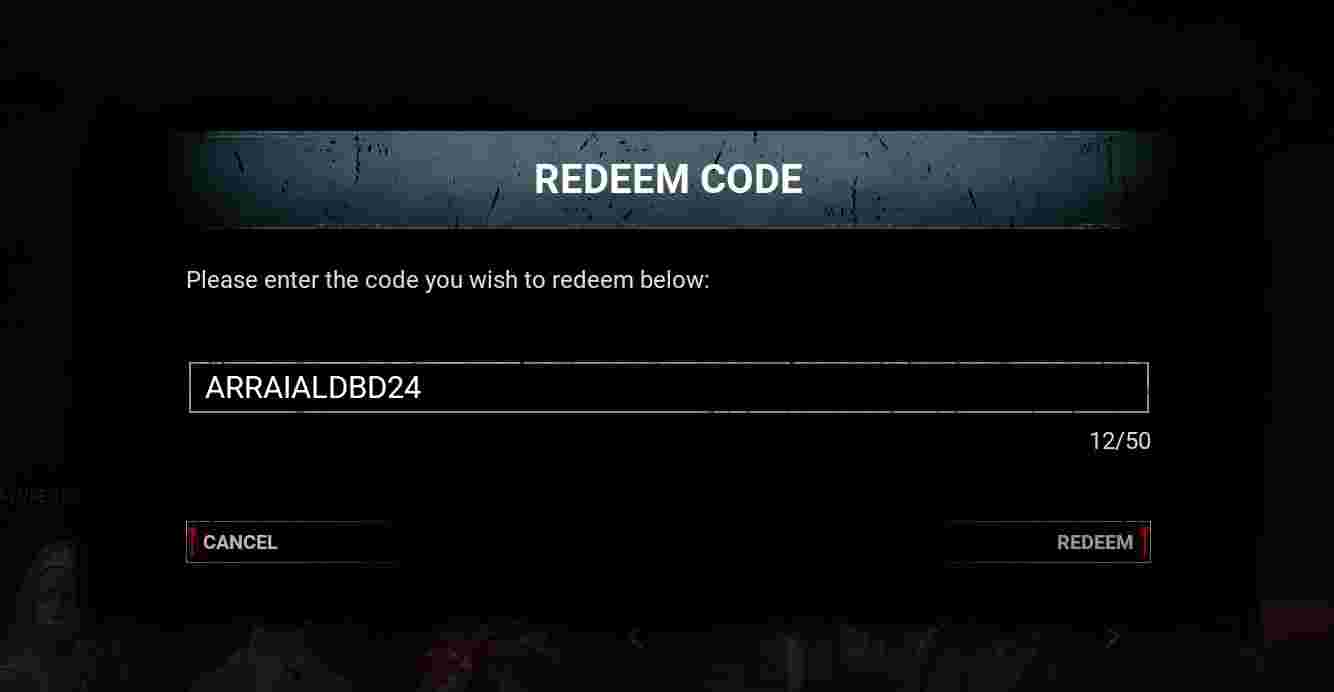 REDEEM CODE
Please enter the code you wish to redeem below:
ARRAIALDBD24
12/50
CANCEL
REDEEM